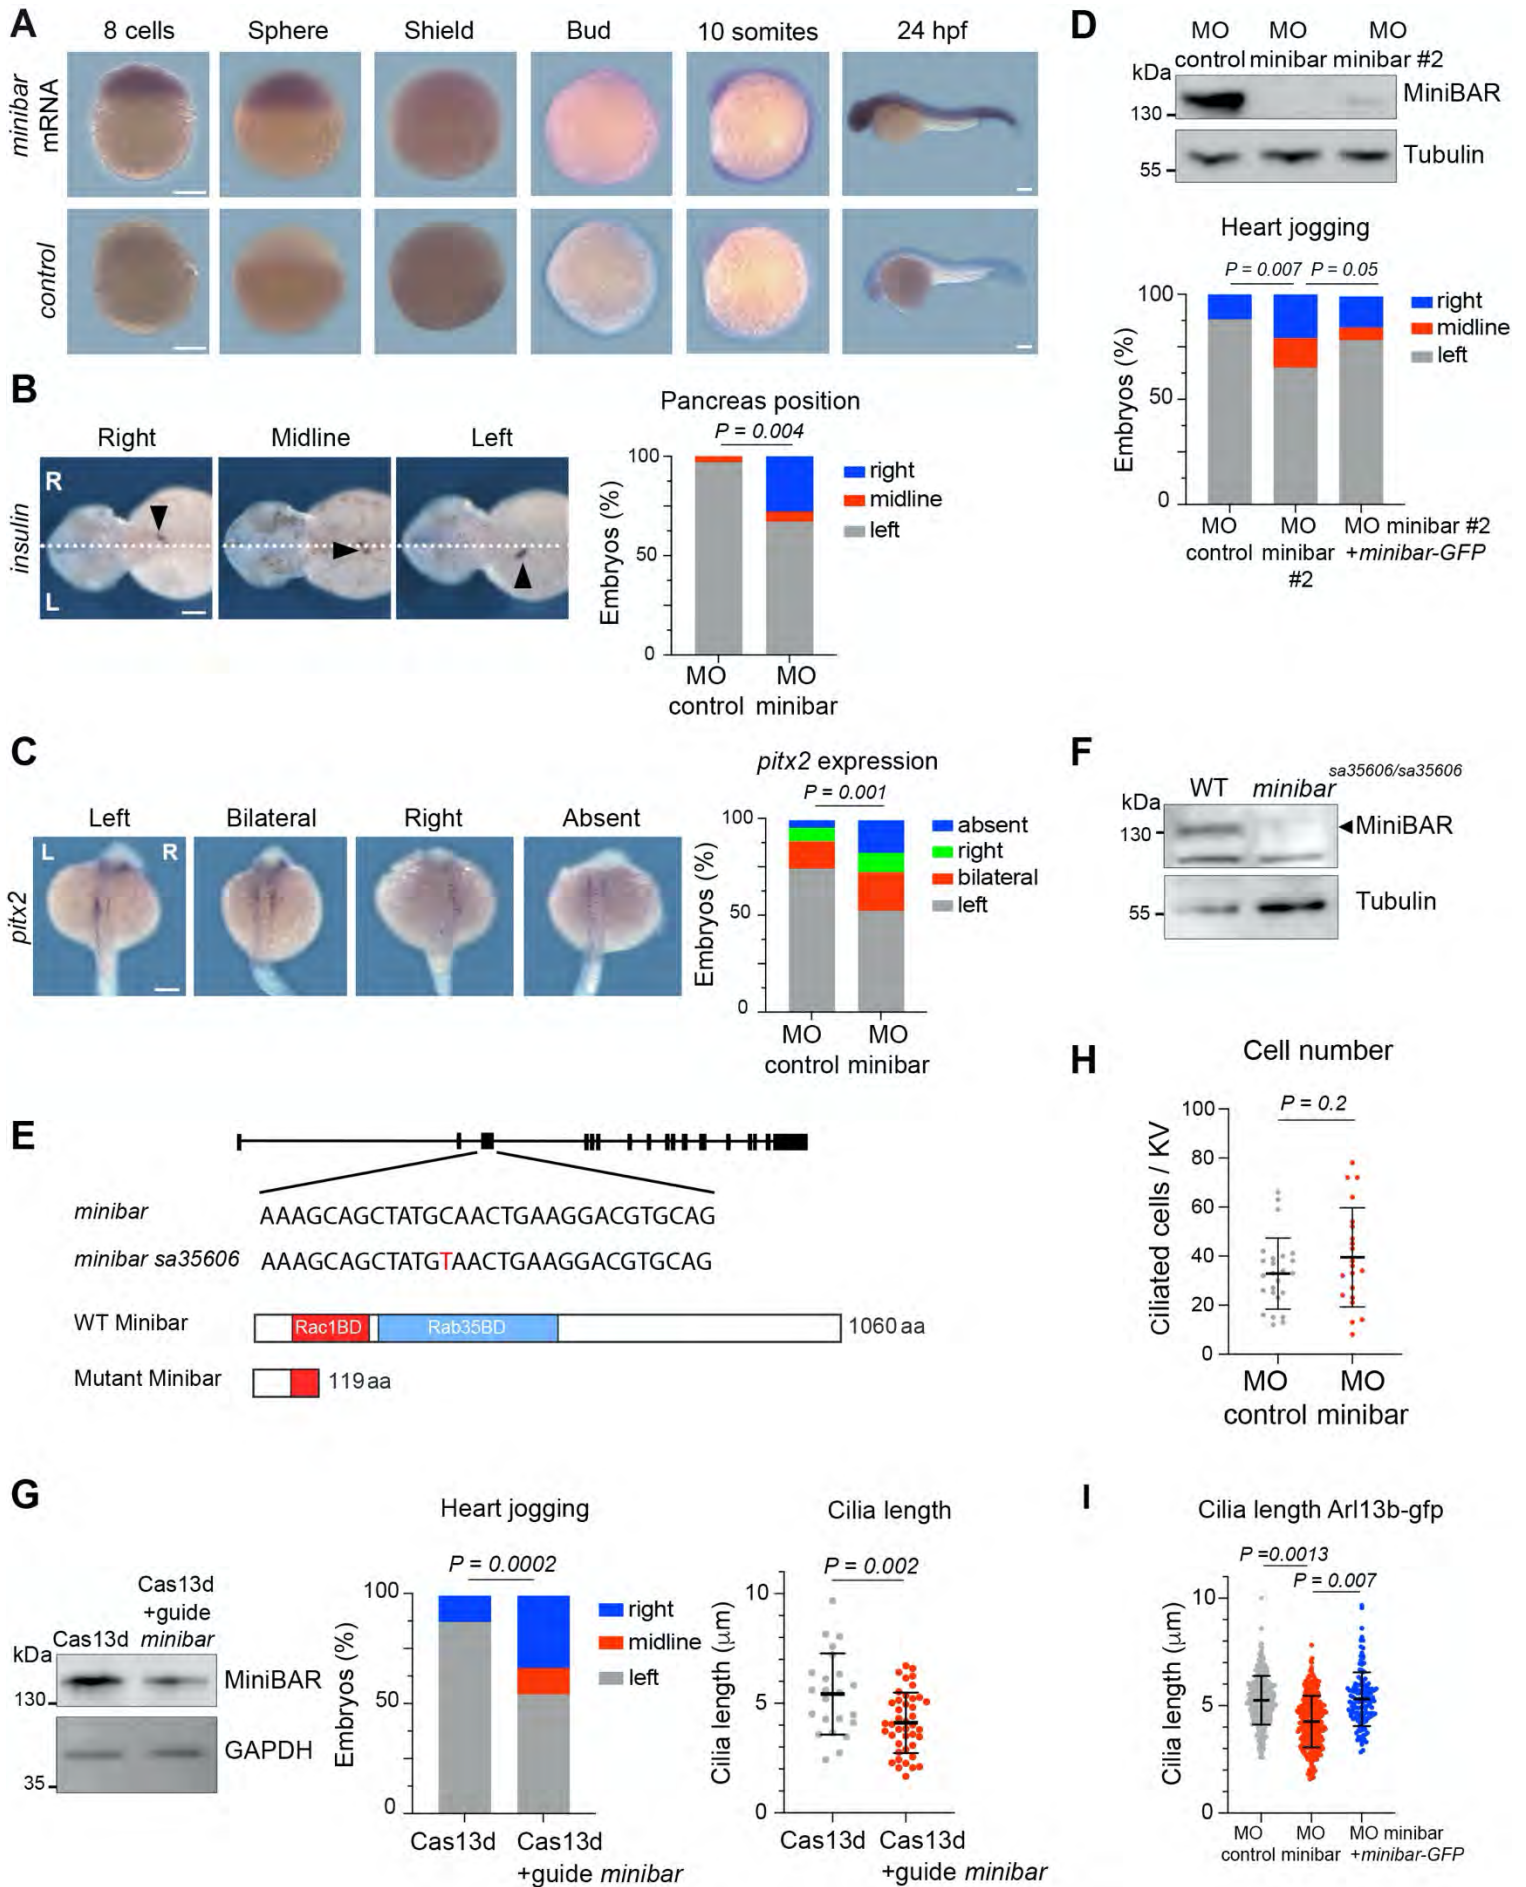 A
8 cells
Sphere
Shield
Bud
10 somites
24 hpf
minibar
mRNA
control
B
Right
Midline
Left
insulin
R
L
Pancreas position
P = 0.004
Embryos (%)
100
50
0
right
midline
left
MO
control
MO
minibar
C
Left
Bilateral
Right
Absent
pitx2
L
R
pitx2 expression
P = 0.001
Embryos (%)
100
50
0
absent
right
bilateral
left
MO
control
MO
minibar
D
MO
control
MO
minibar
MO
minibar #2
kDa
130
55
MiniBAR
Tubulin
Heart jogging
P = 0.007
P = 0.05
Embryos (%)
100
50
0
right
midline
left
MO
control
MO
minibar
#2
MO minibar #2
+minibar-GFP
E
minibar
AAAGCAGCTATGCAACTGAAGGACGTGCAG
minibar sa35606
AAAGCAGCTATGTAACTGAAGGACGTGCAG
WT Minibar
Rac1BD
Rab35BD
1060 aa
Mutant Minibar
119 aa
F
WT
minibar sa35606/sa35606
kDa
130
55
MiniBAR
Tubulin
G
Cas13d
Cas13d
+guide
minibar
kDa
130
35
MiniBAR
GAPDH
Heart jogging
P = 0.0002
Embryos (%)
100
50
0
right
midline
left
Cas13d
Cas13d
+guide minibar
Cilia length
P = 0.002
Cilia length (µm)
10
5
0
Cas13d
Cas13d
+guide minibar
H
Cell number
P = 0.2
Ciliated cells / KV
100
80
60
40
20
0
MO
control
MO
minibar
I
Cilia length Arl13b-gfp
P =0.0013
P = 0.007
Cilia length (µm)
10
5
0
MO
control
MO
minibar
MO minibar
+minibar-GFP